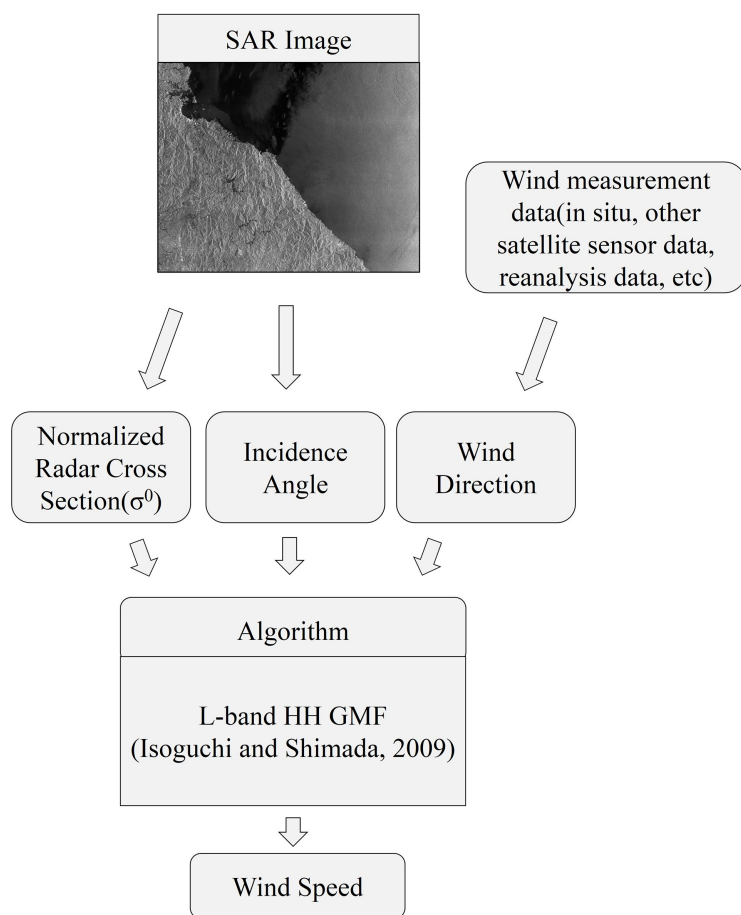 SAR Image
Wind measurement
data(in situ, other
satellite sensor data,
reanalysis data, etc)
Normalized
Radar Cross
Section(σ⁰)
Incidence
Angle
Wind
Direction
Algorithm
L-band HH GMF
(Isoguchi and Shimada, 2009)
Wind Speed